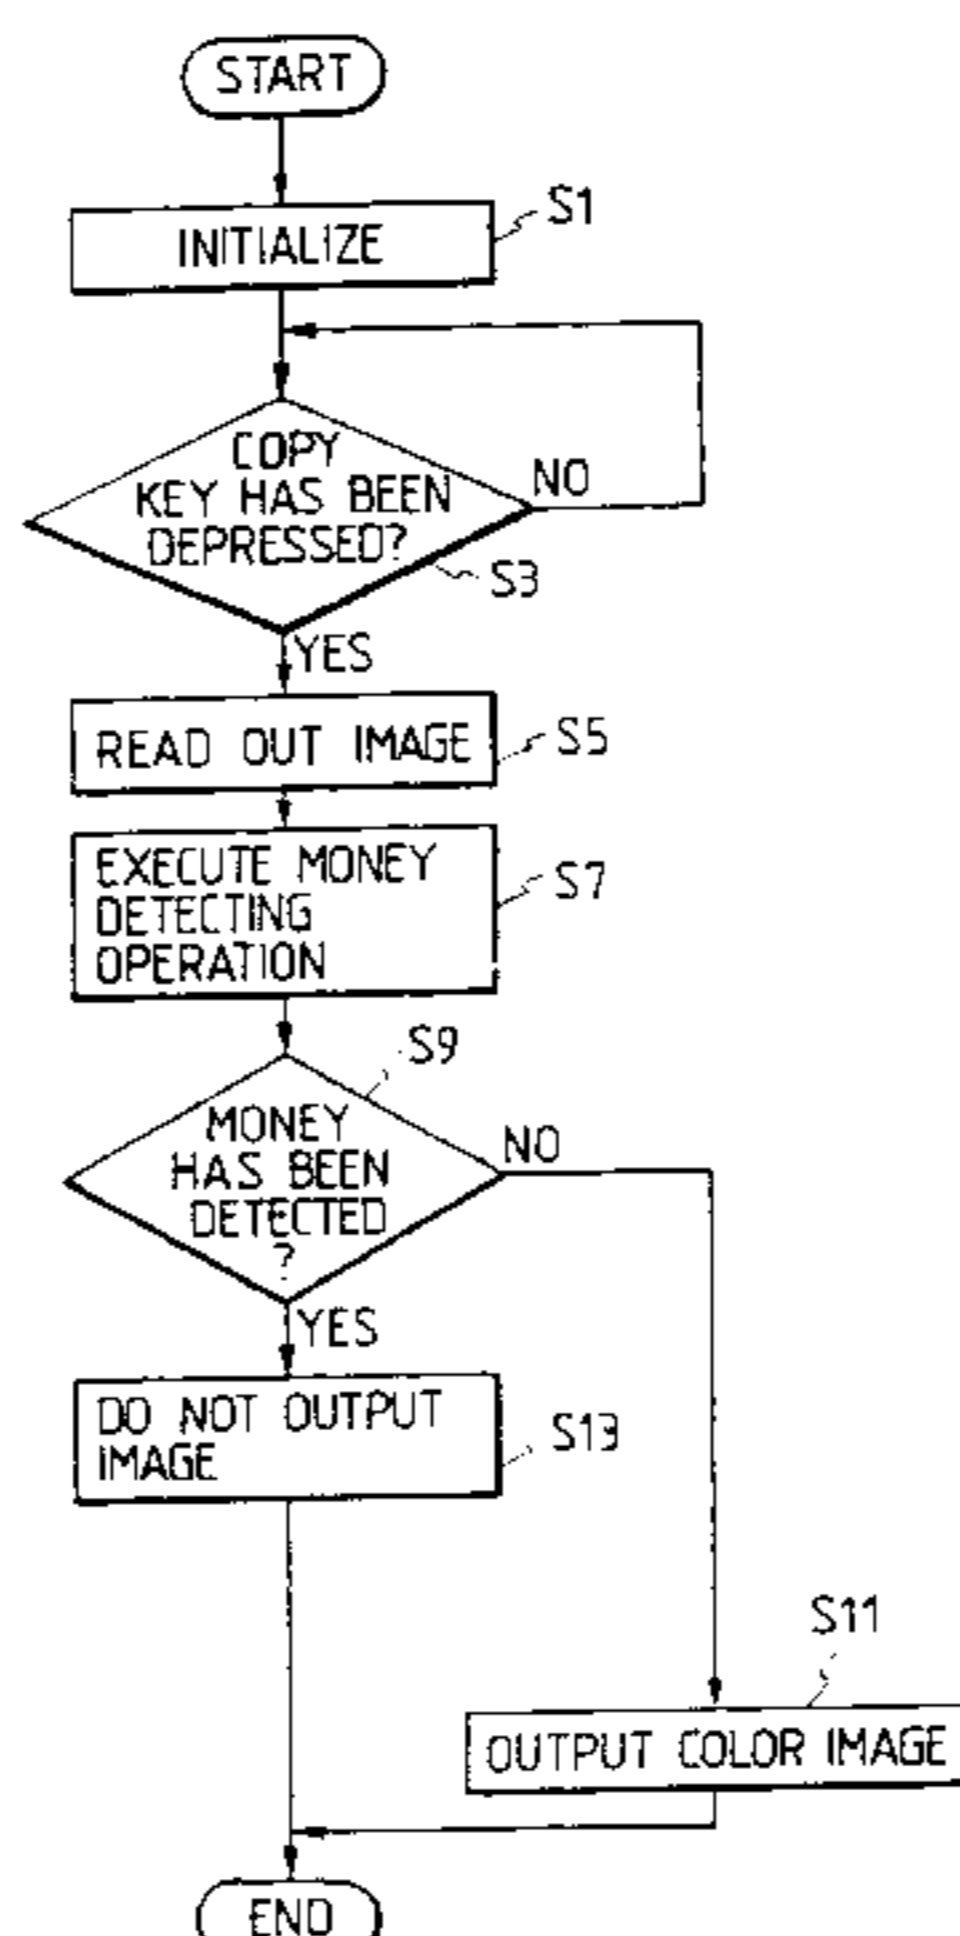 START
S1
INITIALIZE
COPY
KEY HAS BEEN
DEPRESSED?
NO
S3
YES
READ OUT IMAGE
S5
EXECUTE MONEY
DETECTING
OPERATION
S7
S9
MONEY
HAS BEEN
DETECTED
?
NO
YES
DO NOT OUTPUT
IMAGE
S13
S11
OUTPUT COLOR IMAGE
END